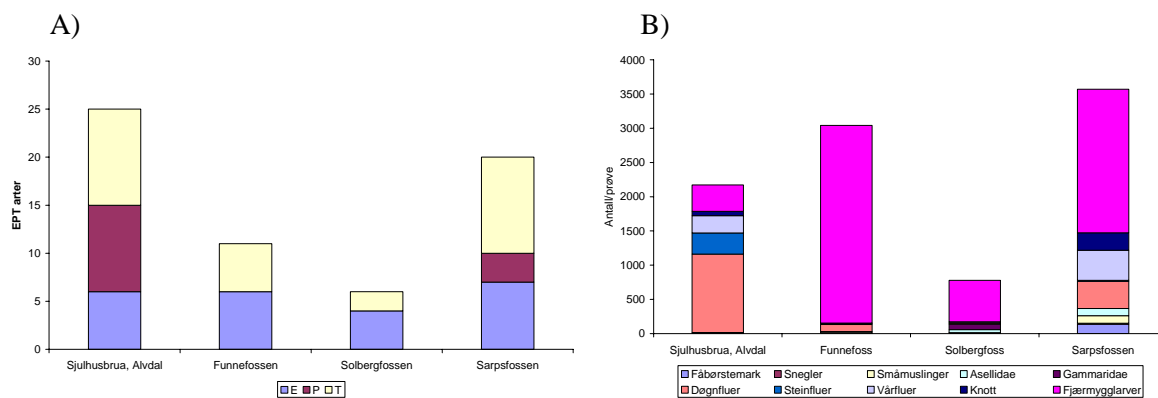 A)
EPT arter
30
25
20
15
10
5
0
Sjulhusbrua, Alvdal Funnefossen Solbergfossen Sarpsfossen
E P T
B)
Antall/prøve
4000
3500
3000
2500
2000
1500
1000
500
0
Sjulhusbrua, Alvdal Funnefoss Solbergfoss Sarpsfossen
Fåbørstemark Snegler Småmuslinger Asellidae Gammaridae
Døgnfluer Steinfluer Vårfluer Knott Fjærmygglarver